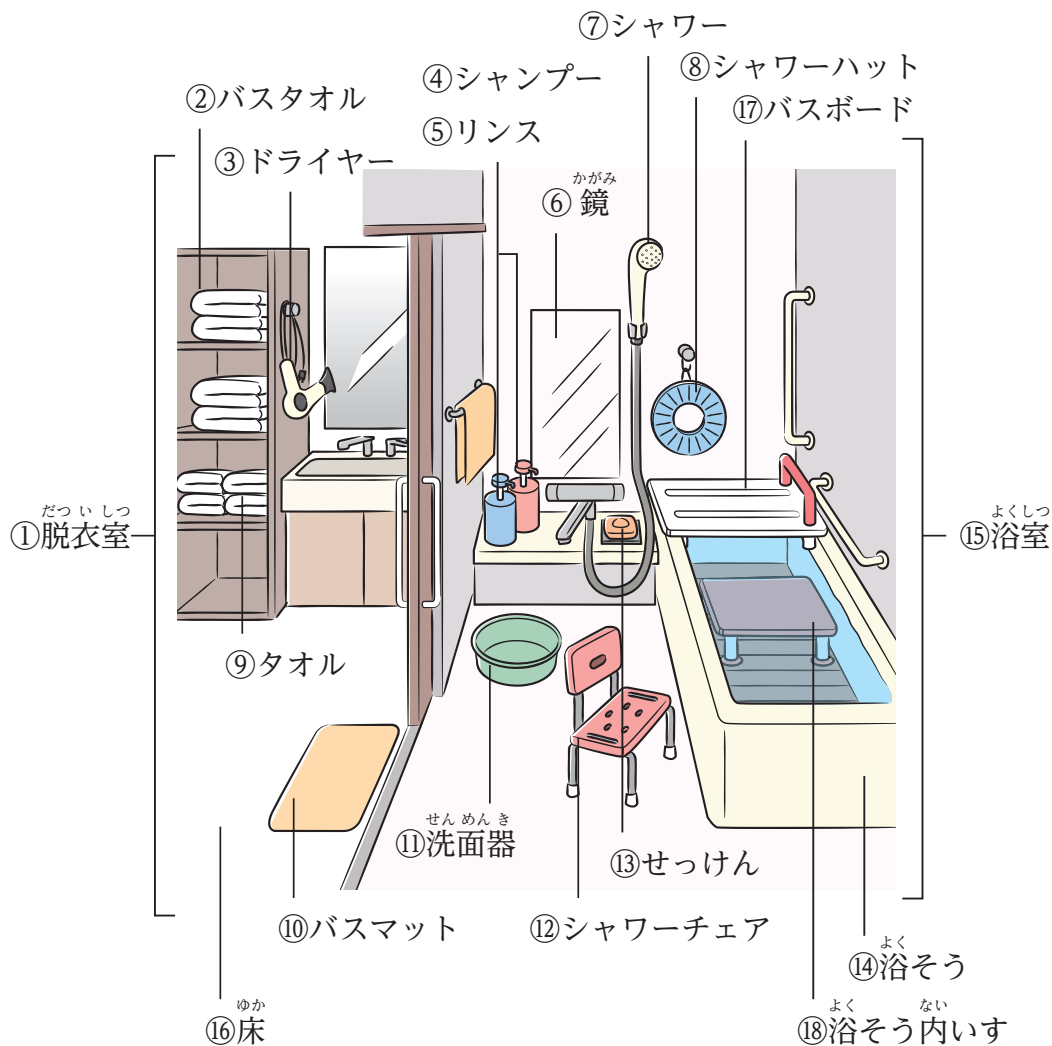 ⑦シャワー
④シャンプー
⑧シャワーハット
②バスタオル
⑰バスボード
⑤リンス
③ドライヤー
かがみ
⑥鏡
だついしつ
①脱衣室
よくしつ
⑮浴室
⑨タオル
せんめんき
⑪洗面器
⑬せっけん
⑩バスマット
⑫シャワーチェア
よく
⑭浴そう
ゆか
⑯床
よく ない
⑱浴そう内いす